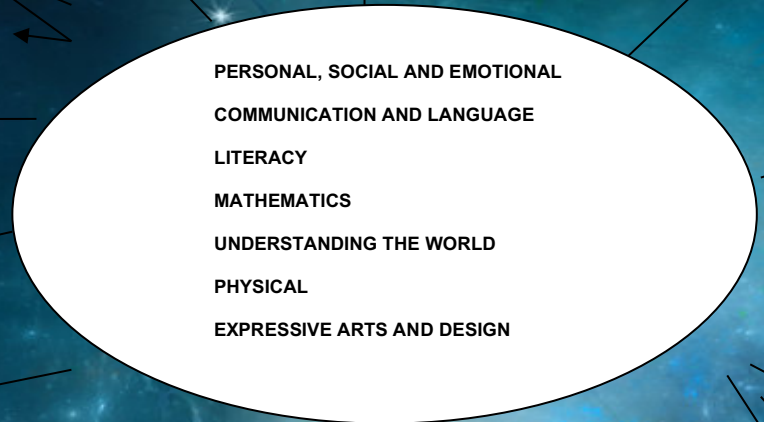 PERSONAL, SOCIAL AND EMOTIONAL
COMMUNICATION AND LANGUAGE
LITERACY
MATHEMATICS
UNDERSTANDING THE WORLD
PHYSICAL
EXPRESSIVE ARTS AND DESIGN